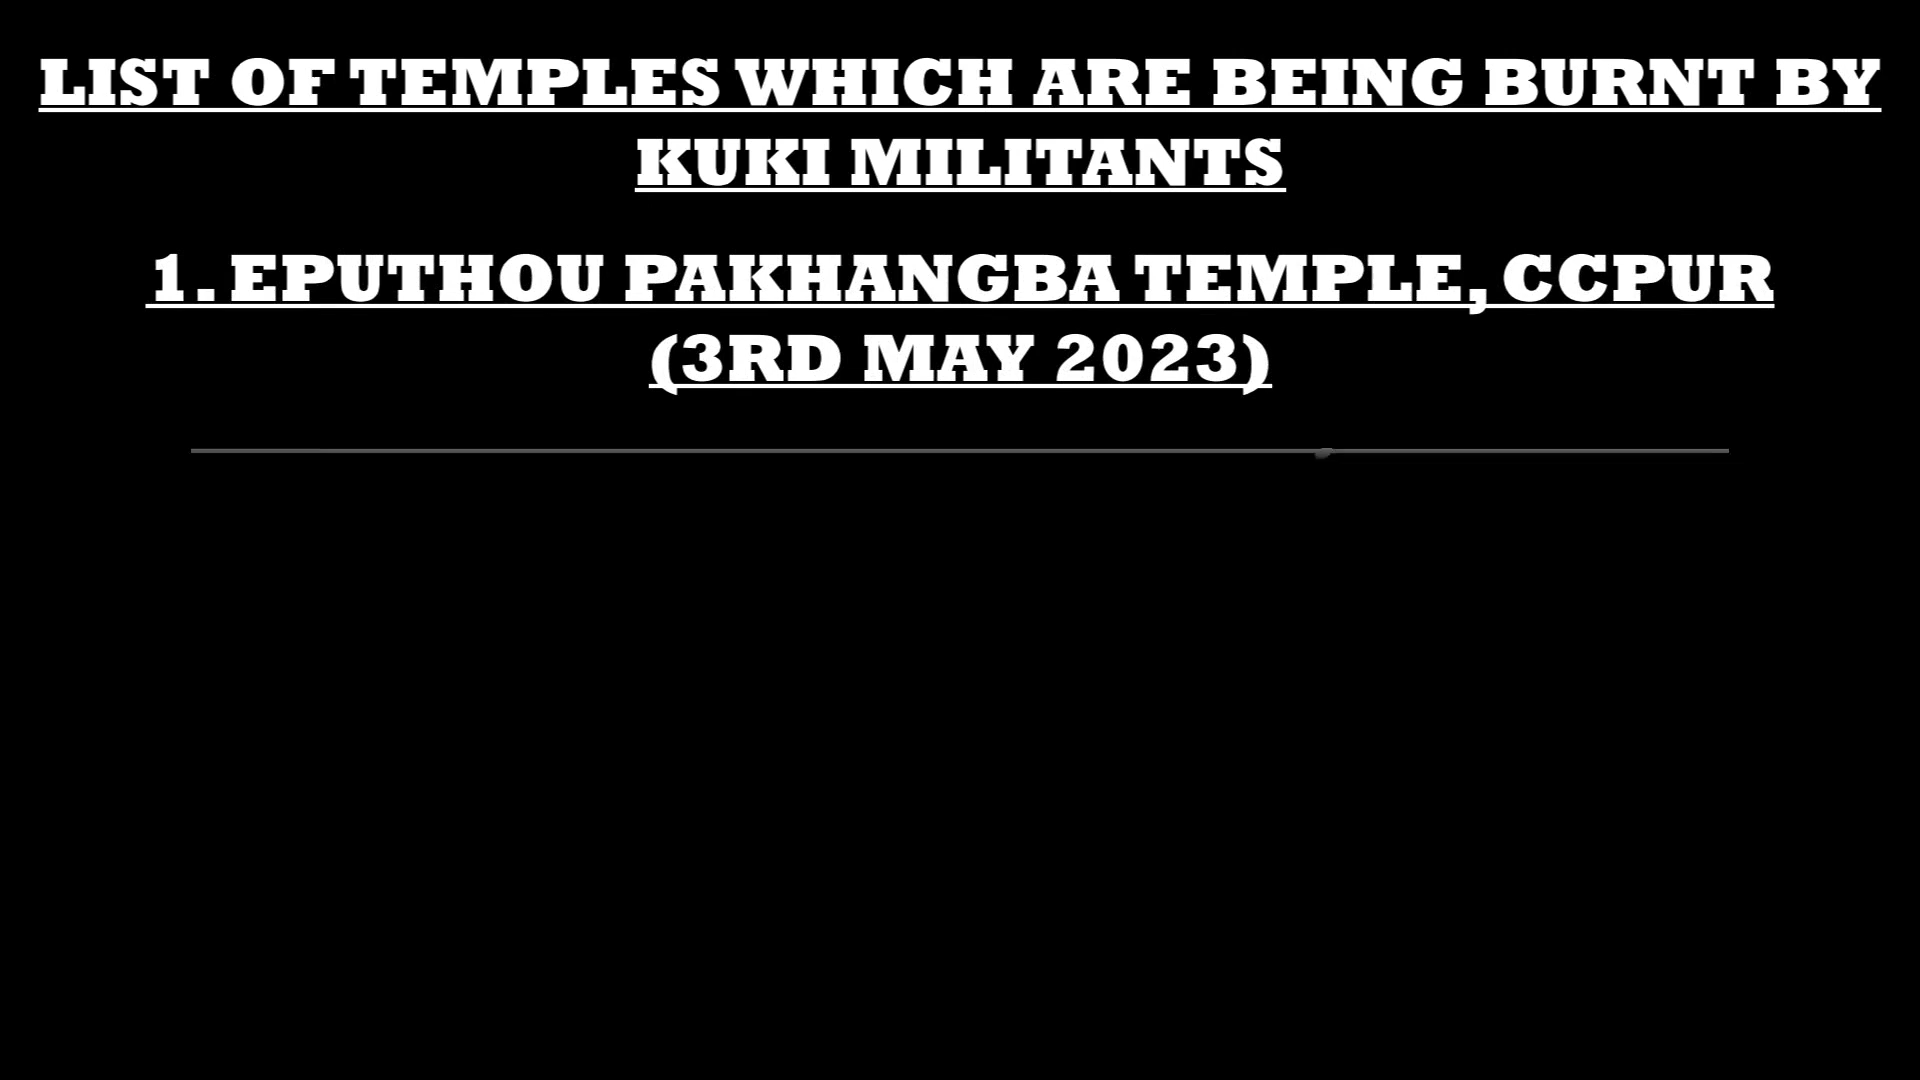 LIST OF TEMPLES WHICH ARE BEING BURNT BY
KUKI MILITANTS
1. EPUTHOU PAKHANGBA TEMPLE, CCPUR
(3RD MAY 2023)